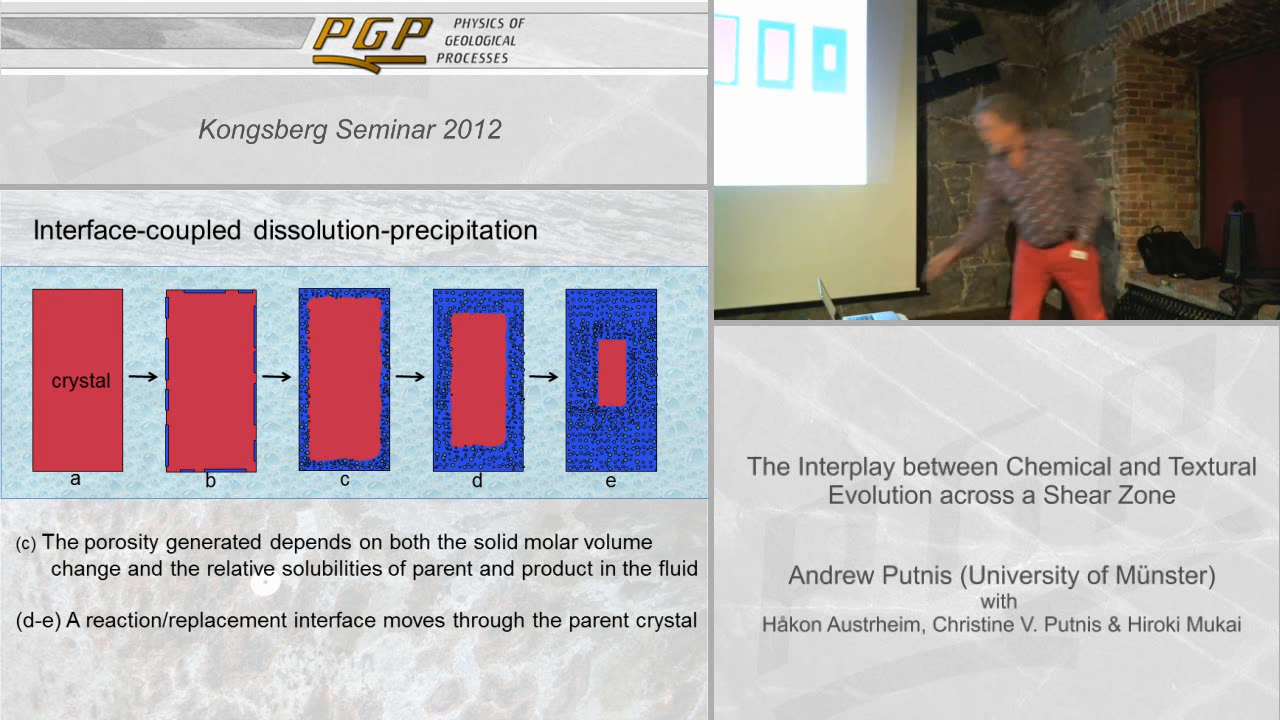 PGP
PHYSICS OF
GEOLOGICAL
PROCESSES
Kongsberg Seminar 2012
Interface-coupled dissolution-precipitation
crystal
a
b
c
d
e
(c) The porosity generated depends on both the solid molar volume
change and the relative solubilities of parent and product in the fluid
(d-e) A reaction/replacement interface moves through the parent crystal
The Interplay between Chemical and Textural
Evolution across a Shear Zone
Andrew Putnis (University of Münster)
with
Håkon Austrheim, Christine V. Putnis & Hiroki Mukai